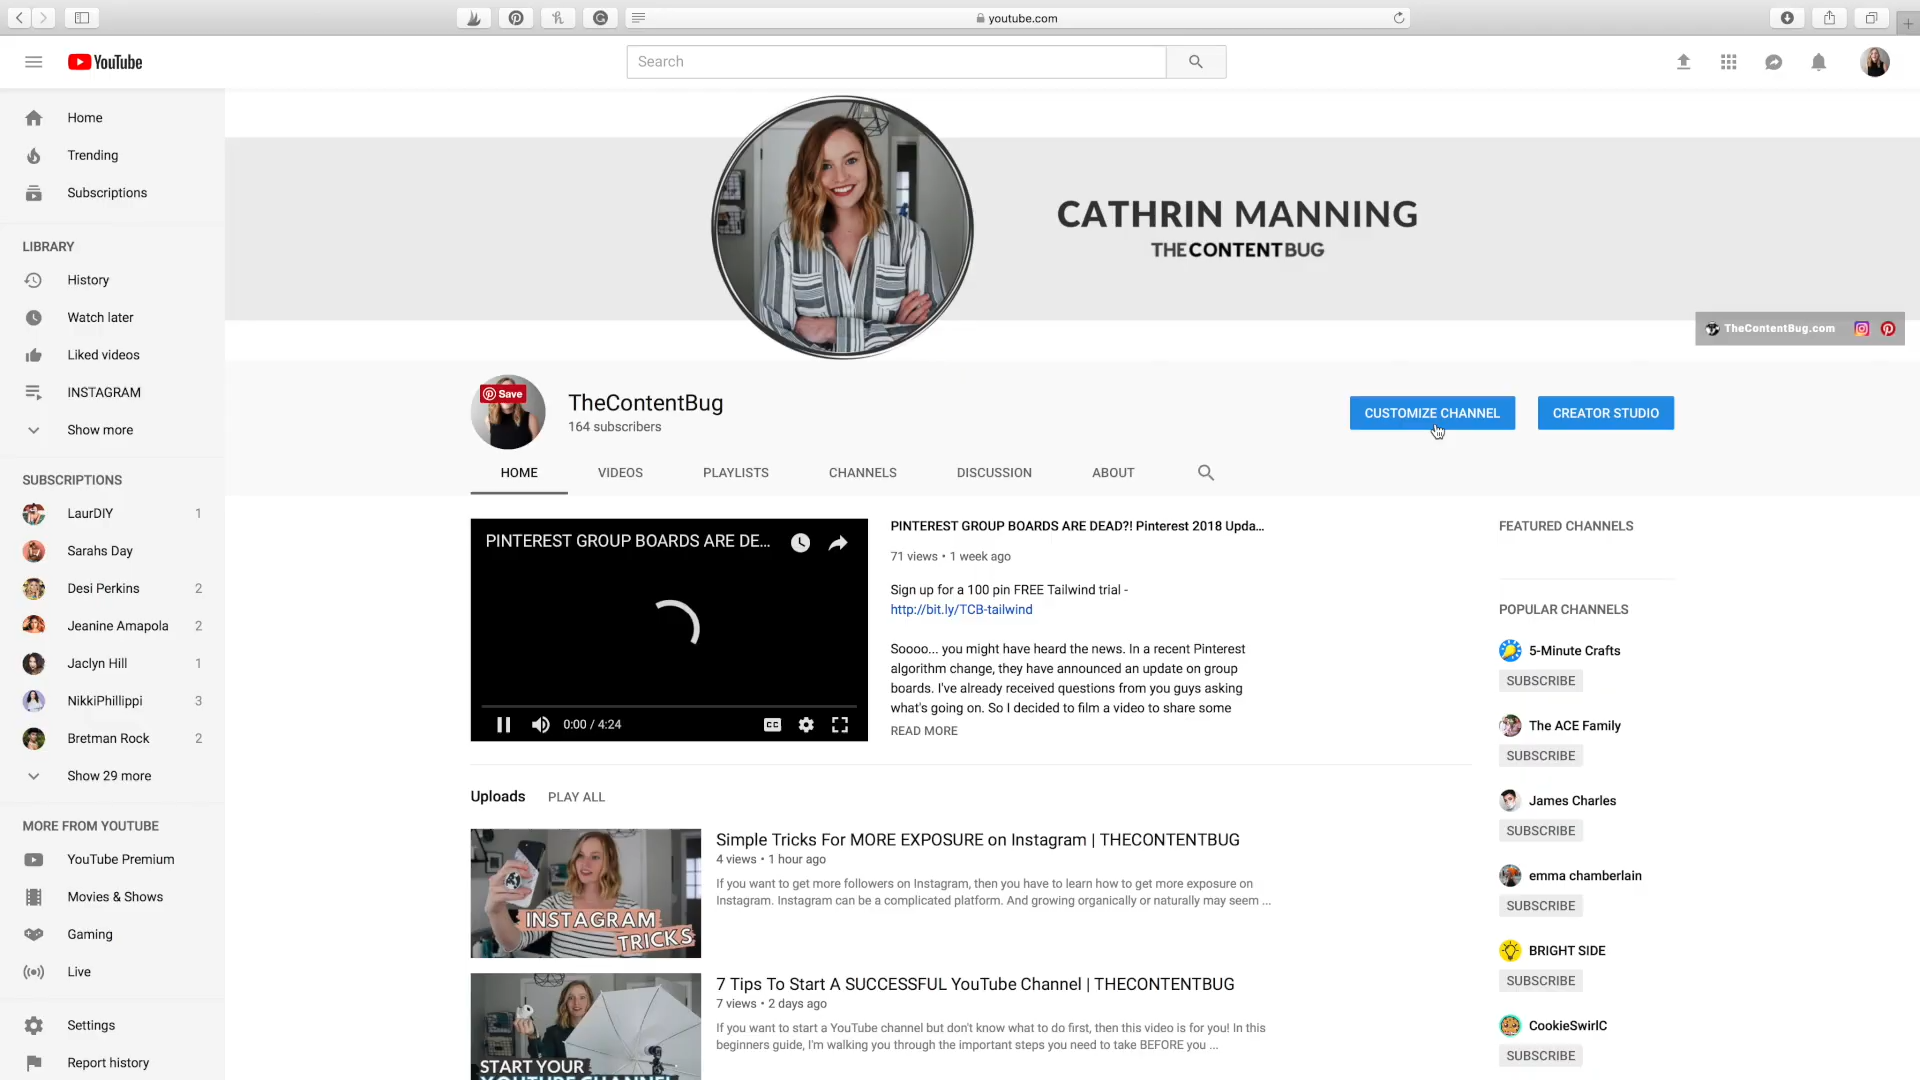 youtube.com
YouTube
Search
Home
Trending
Subscriptions
LIBRARY
History
Watch later
Liked videos
INSTAGRAM
Show more
SUBSCRIPTIONS
LaurDIY 1
Sarahs Day
Desi Perkins 2
Jeanine Amapola 2
Jaclyn Hill 1
NikkiPhillippi 3
Bretman Rock 2
Show 29 more
MORE FROM YOUTUBE
YouTube Premium
Movies & Shows
Gaming
Live
Settings
Report history
CATHRIN MANNING
THECONTENTBUG
TheContentBug.com
Save
TheContentBug
164 subscribers
CUSTOMIZE CHANNEL
CREATOR STUDIO
HOME
VIDEOS
PLAYLISTS
CHANNELS
DISCUSSION
ABOUT
PINTEREST GROUP BOARDS ARE DE...
0:00 / 4:24
CC
PINTEREST GROUP BOARDS ARE DEAD?! Pinterest 2018 Upda...
71 views • 1 week ago
Sign up for a 100 pin FREE Tailwind trial -
http://bit.ly/TCB-tailwind
Soooo... you might have heard the news. In a recent Pinterest
algorithm change, they have announced an update on group
boards. I've already received questions from you guys asking
what's going on. So I decided to film a video to share some
READ MORE
Uploads PLAY ALL
INSTAGRAM
TRICKS
Simple Tricks For MORE EXPOSURE on Instagram | THECONTENTBUG
4 views • 1 hour ago
If you want to get more followers on Instagram, then you have to learn how to get more exposure on
Instagram. Instagram can be a complicated platform. And growing organically or naturally may seem ...
START YOUR
YOUTUBE CHANNEL
7 Tips To Start A SUCCESSFUL YouTube Channel | THECONTENTBUG
7 views • 2 days ago
If you want to start a YouTube channel but don't know what to do first, then this video is for you! In this
beginners guide, I'm walking you through the important steps you need to take BEFORE you ...
FEATURED CHANNELS
POPULAR CHANNELS
5-Minute Crafts
SUBSCRIBE
The ACE Family
SUBSCRIBE
James Charles
SUBSCRIBE
emma chamberlain
SUBSCRIBE
BRIGHT SIDE
SUBSCRIBE
CookieSwirlC
SUBSCRIBE